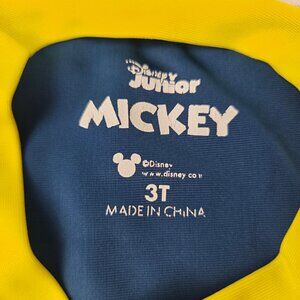 Disney
Junior
MICKEY
©Disney
www.disney.com
3T
MADE IN CHINA